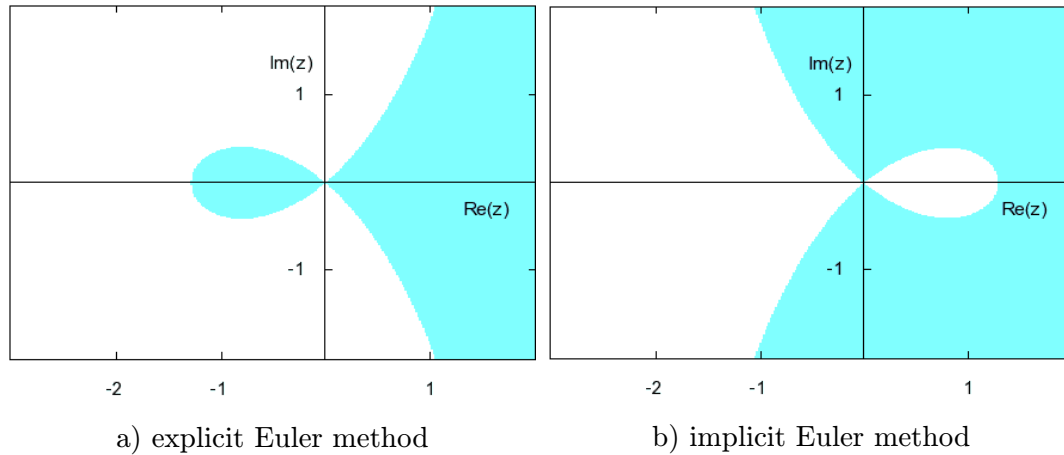 Im(z)
1
Re(z)
-1
-2
-1
1
a) explicit Euler method
Im(z)
1
Re(z)
-1
-2
-1
1
b) implicit Euler method